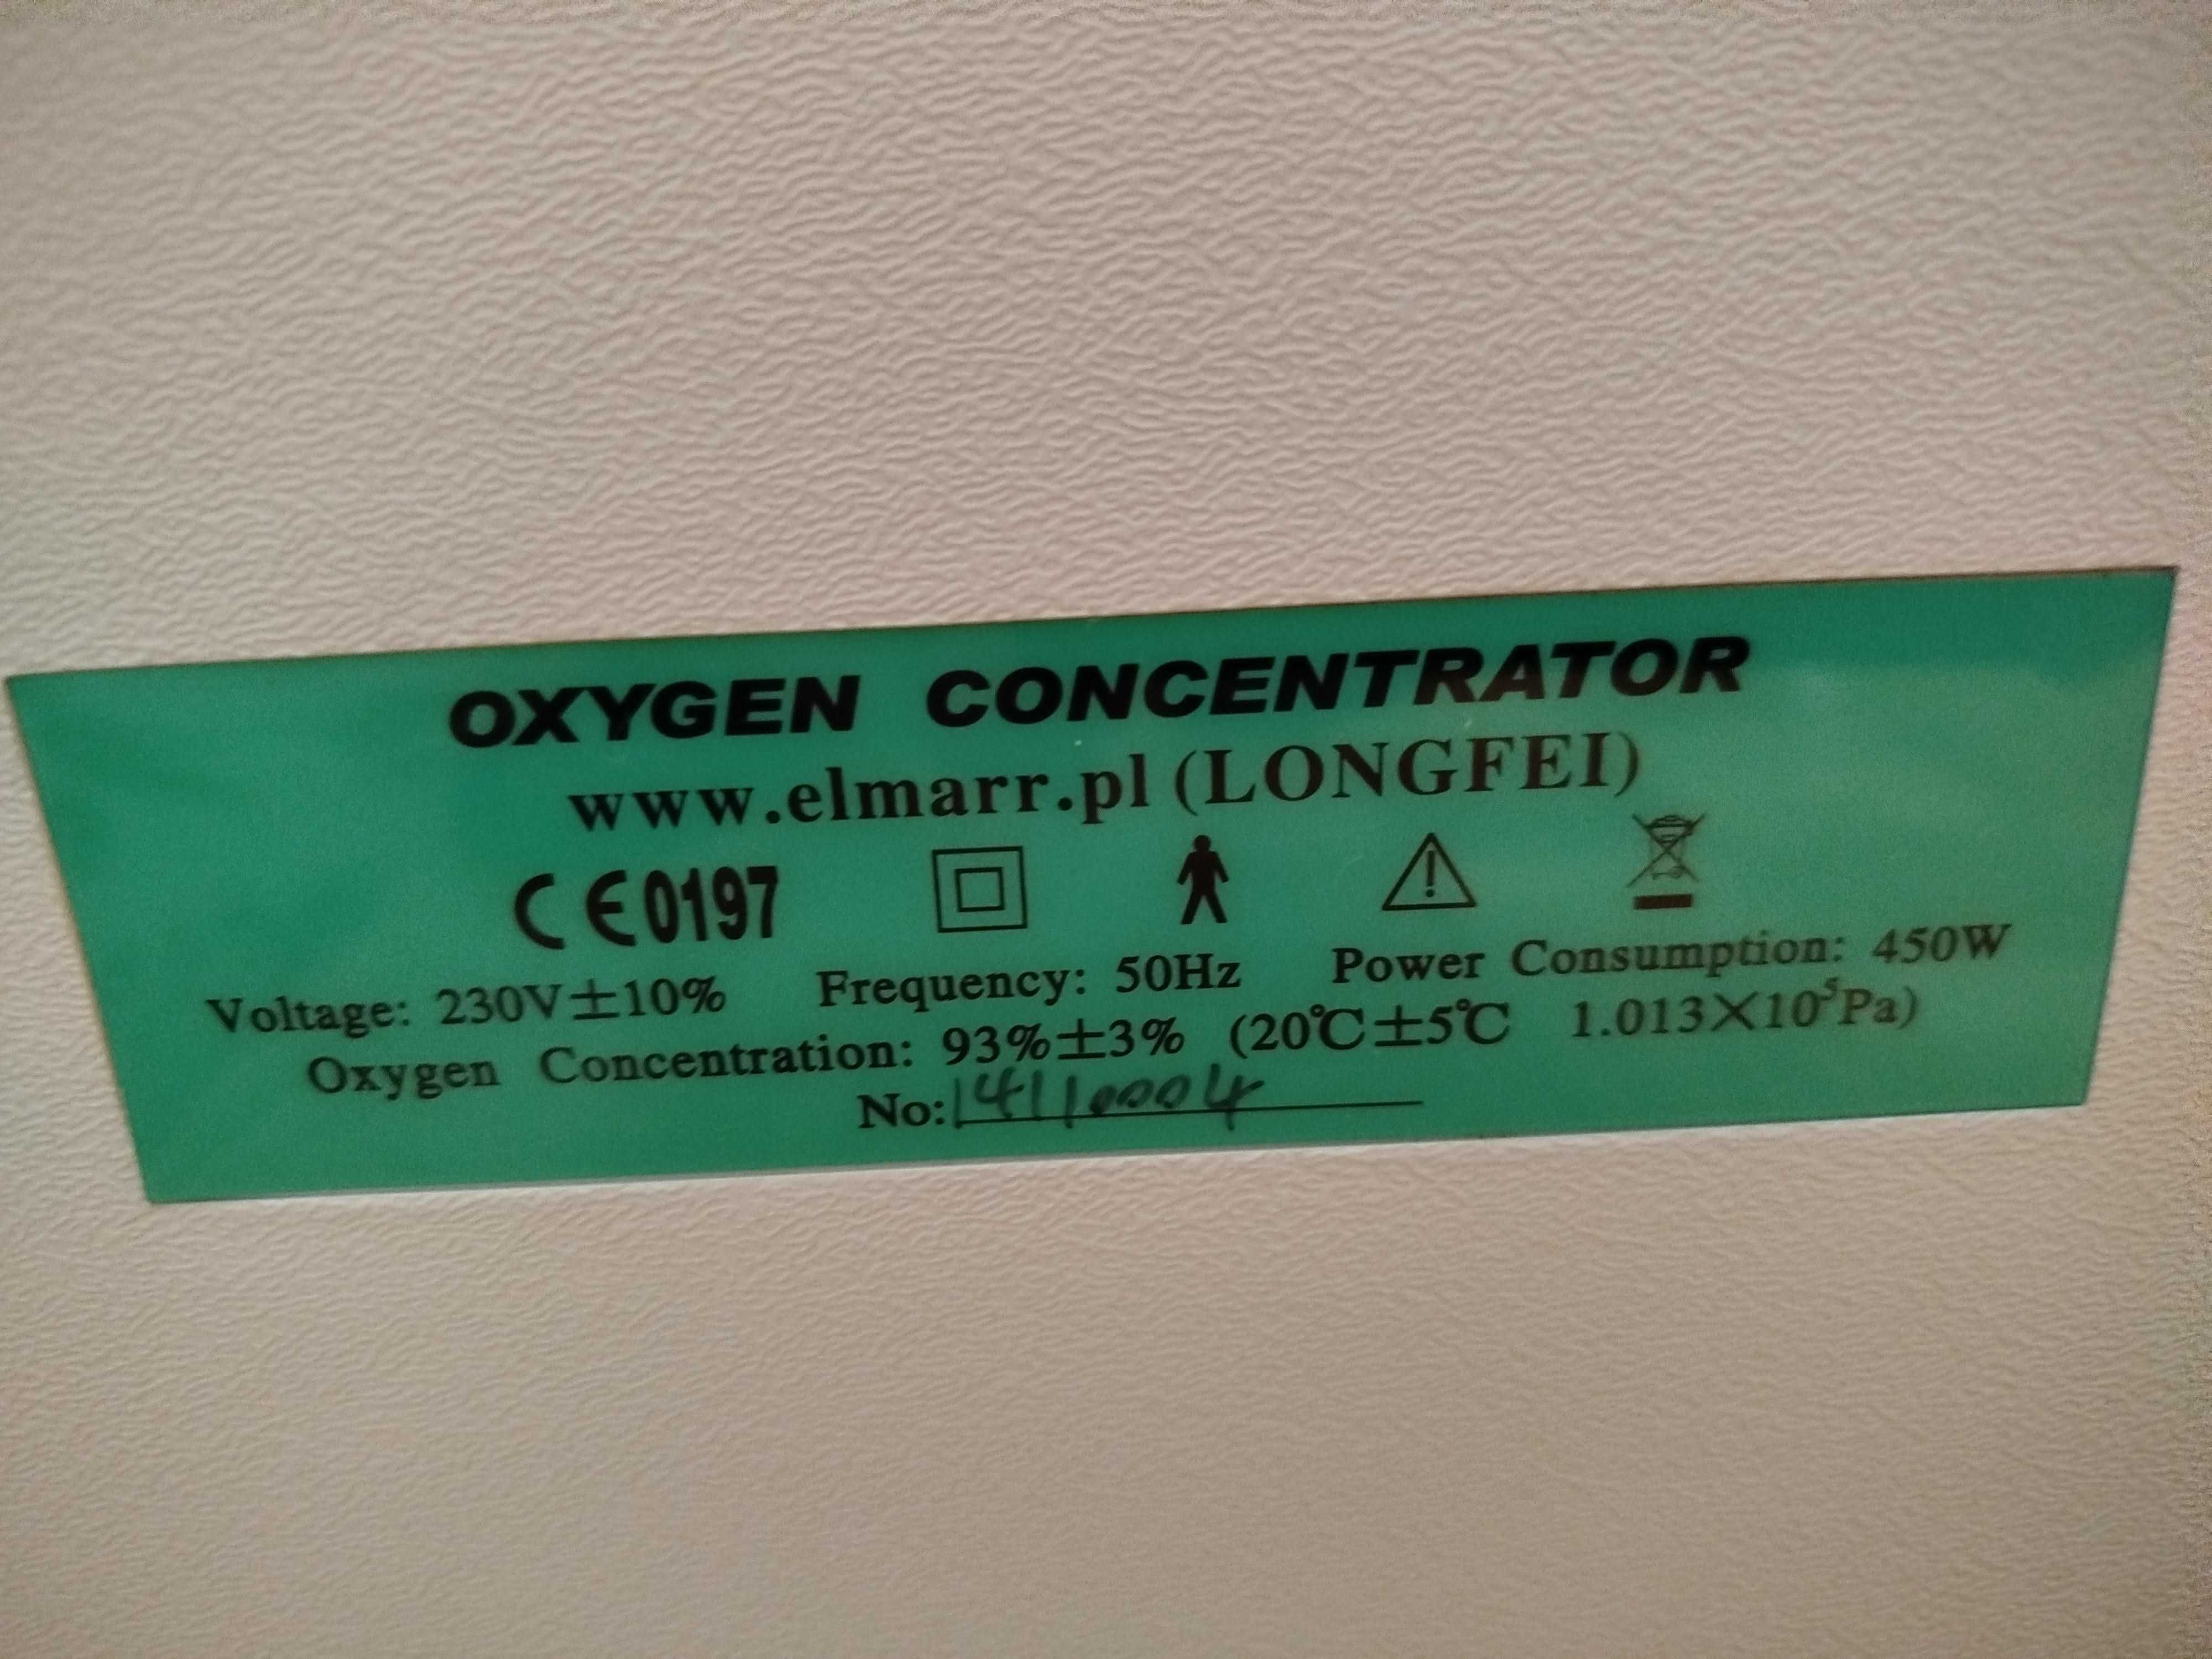 OXYGEN CONCENTRATOR
www.elmarr.pl (LONGFEI)
CE 0197
Voltage: 230V±10% Frequency: 50Hz Power Consumption: 450W
Oxygen Concentration: 93%±3% (20℃±5℃ 1.013×10⁵Pa)
No: 14110004